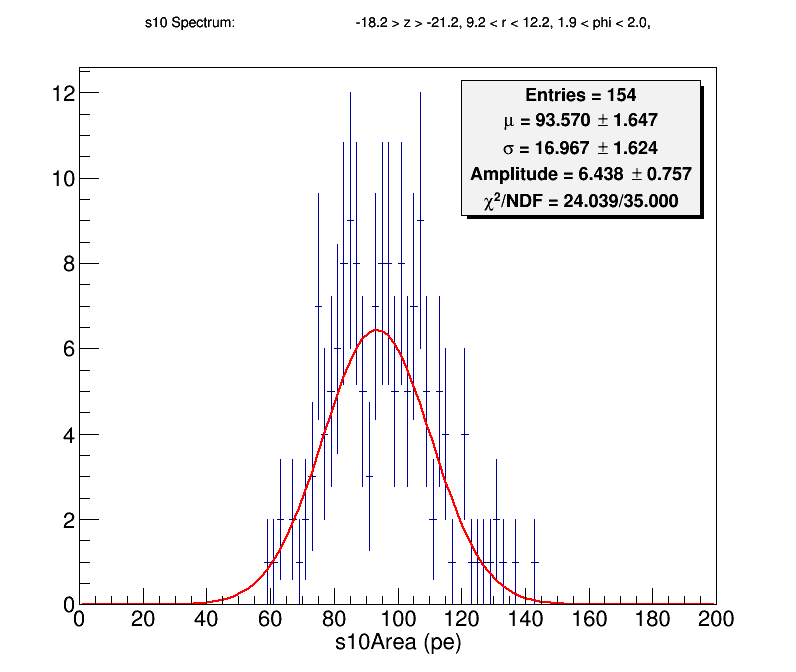 s10 Spectrum: -18.2 > z > -21.2, 9.2 < r < 12.2, 1.9 < phi < 2.0,
Entries = 154
μ = 93.570 ± 1.647
σ = 16.967 ± 1.624
Amplitude = 6.438 ± 0.757
χ²/NDF = 24.039/35.000
12
10
8
6
4
2
0
0 20 40 60 80 100 120 140 160 180 200
s10Area (pe)